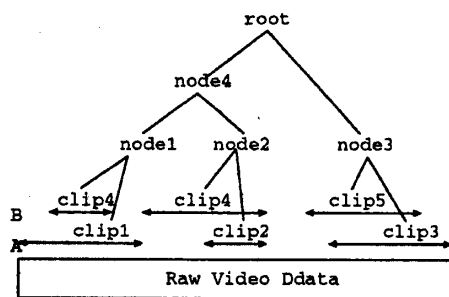 root
node4
node1 node2 node3
clip4 clip4 clip5
B
clip1 clip2 clip3
A
Raw Video Ddata